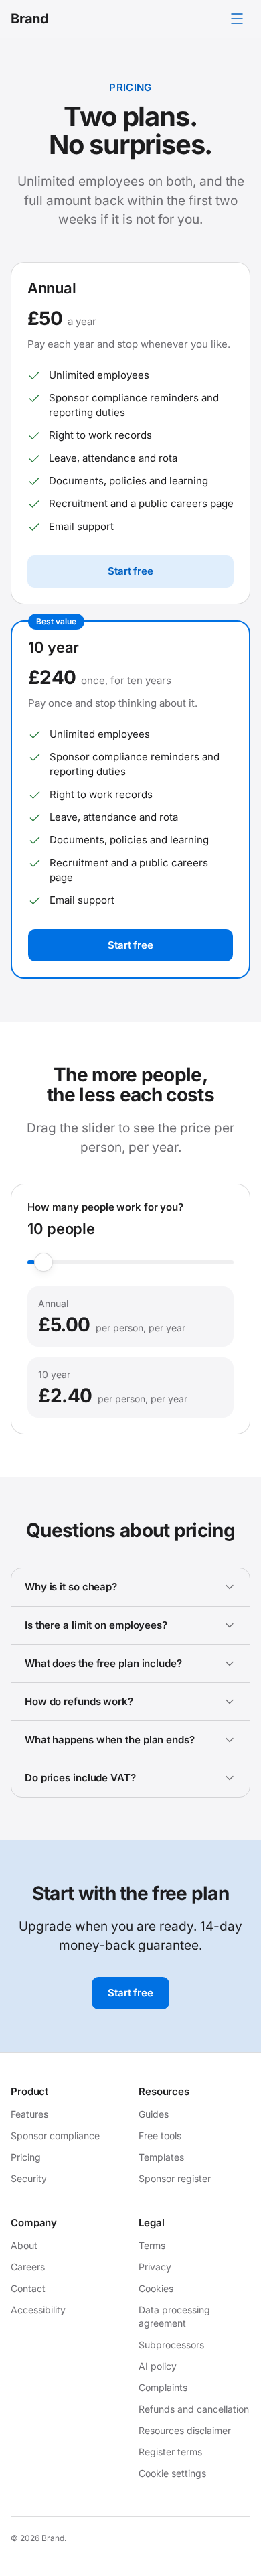 Brand
PRICING
Two plans.
No surprises.
Unlimited employees on both, and the
full amount back within the first two
weeks if it is not for you.
Annual
£50 a year
Pay each year and stop whenever you like.
Unlimited employees
Sponsor compliance reminders and
reporting duties
Right to work records
Leave, attendance and rota
Documents, policies and learning
Recruitment and a public careers page
Email support
Start free
Best value
10 year
£240 once, for ten years
Pay once and stop thinking about it.
Unlimited employees
Sponsor compliance reminders and
reporting duties
Right to work records
Leave, attendance and rota
Documents, policies and learning
Recruitment and a public careers
page
Email support
Start free
The more people,
the less each costs
Drag the slider to see the price per
person, per year.
How many people work for you?
10 people
Annual
£5.00 per person, per year
10 year
£2.40 per person, per year
Questions about pricing
Why is it so cheap?
Is there a limit on employees?
What does the free plan include?
How do refunds work?
What happens when the plan ends?
Do prices include VAT?
Start with the free plan
Upgrade when you are ready. 14-day
money-back guarantee.
Start free
Product
Features
Sponsor compliance
Pricing
Security
Resources
Guides
Free tools
Templates
Sponsor register
Company
About
Careers
Contact
Accessibility
Legal
Terms
Privacy
Cookies
Data processing
agreement
Subprocessors
AI policy
Complaints
Refunds and cancellation
Resources disclaimer
Register terms
Cookie settings
© 2026 Brand.